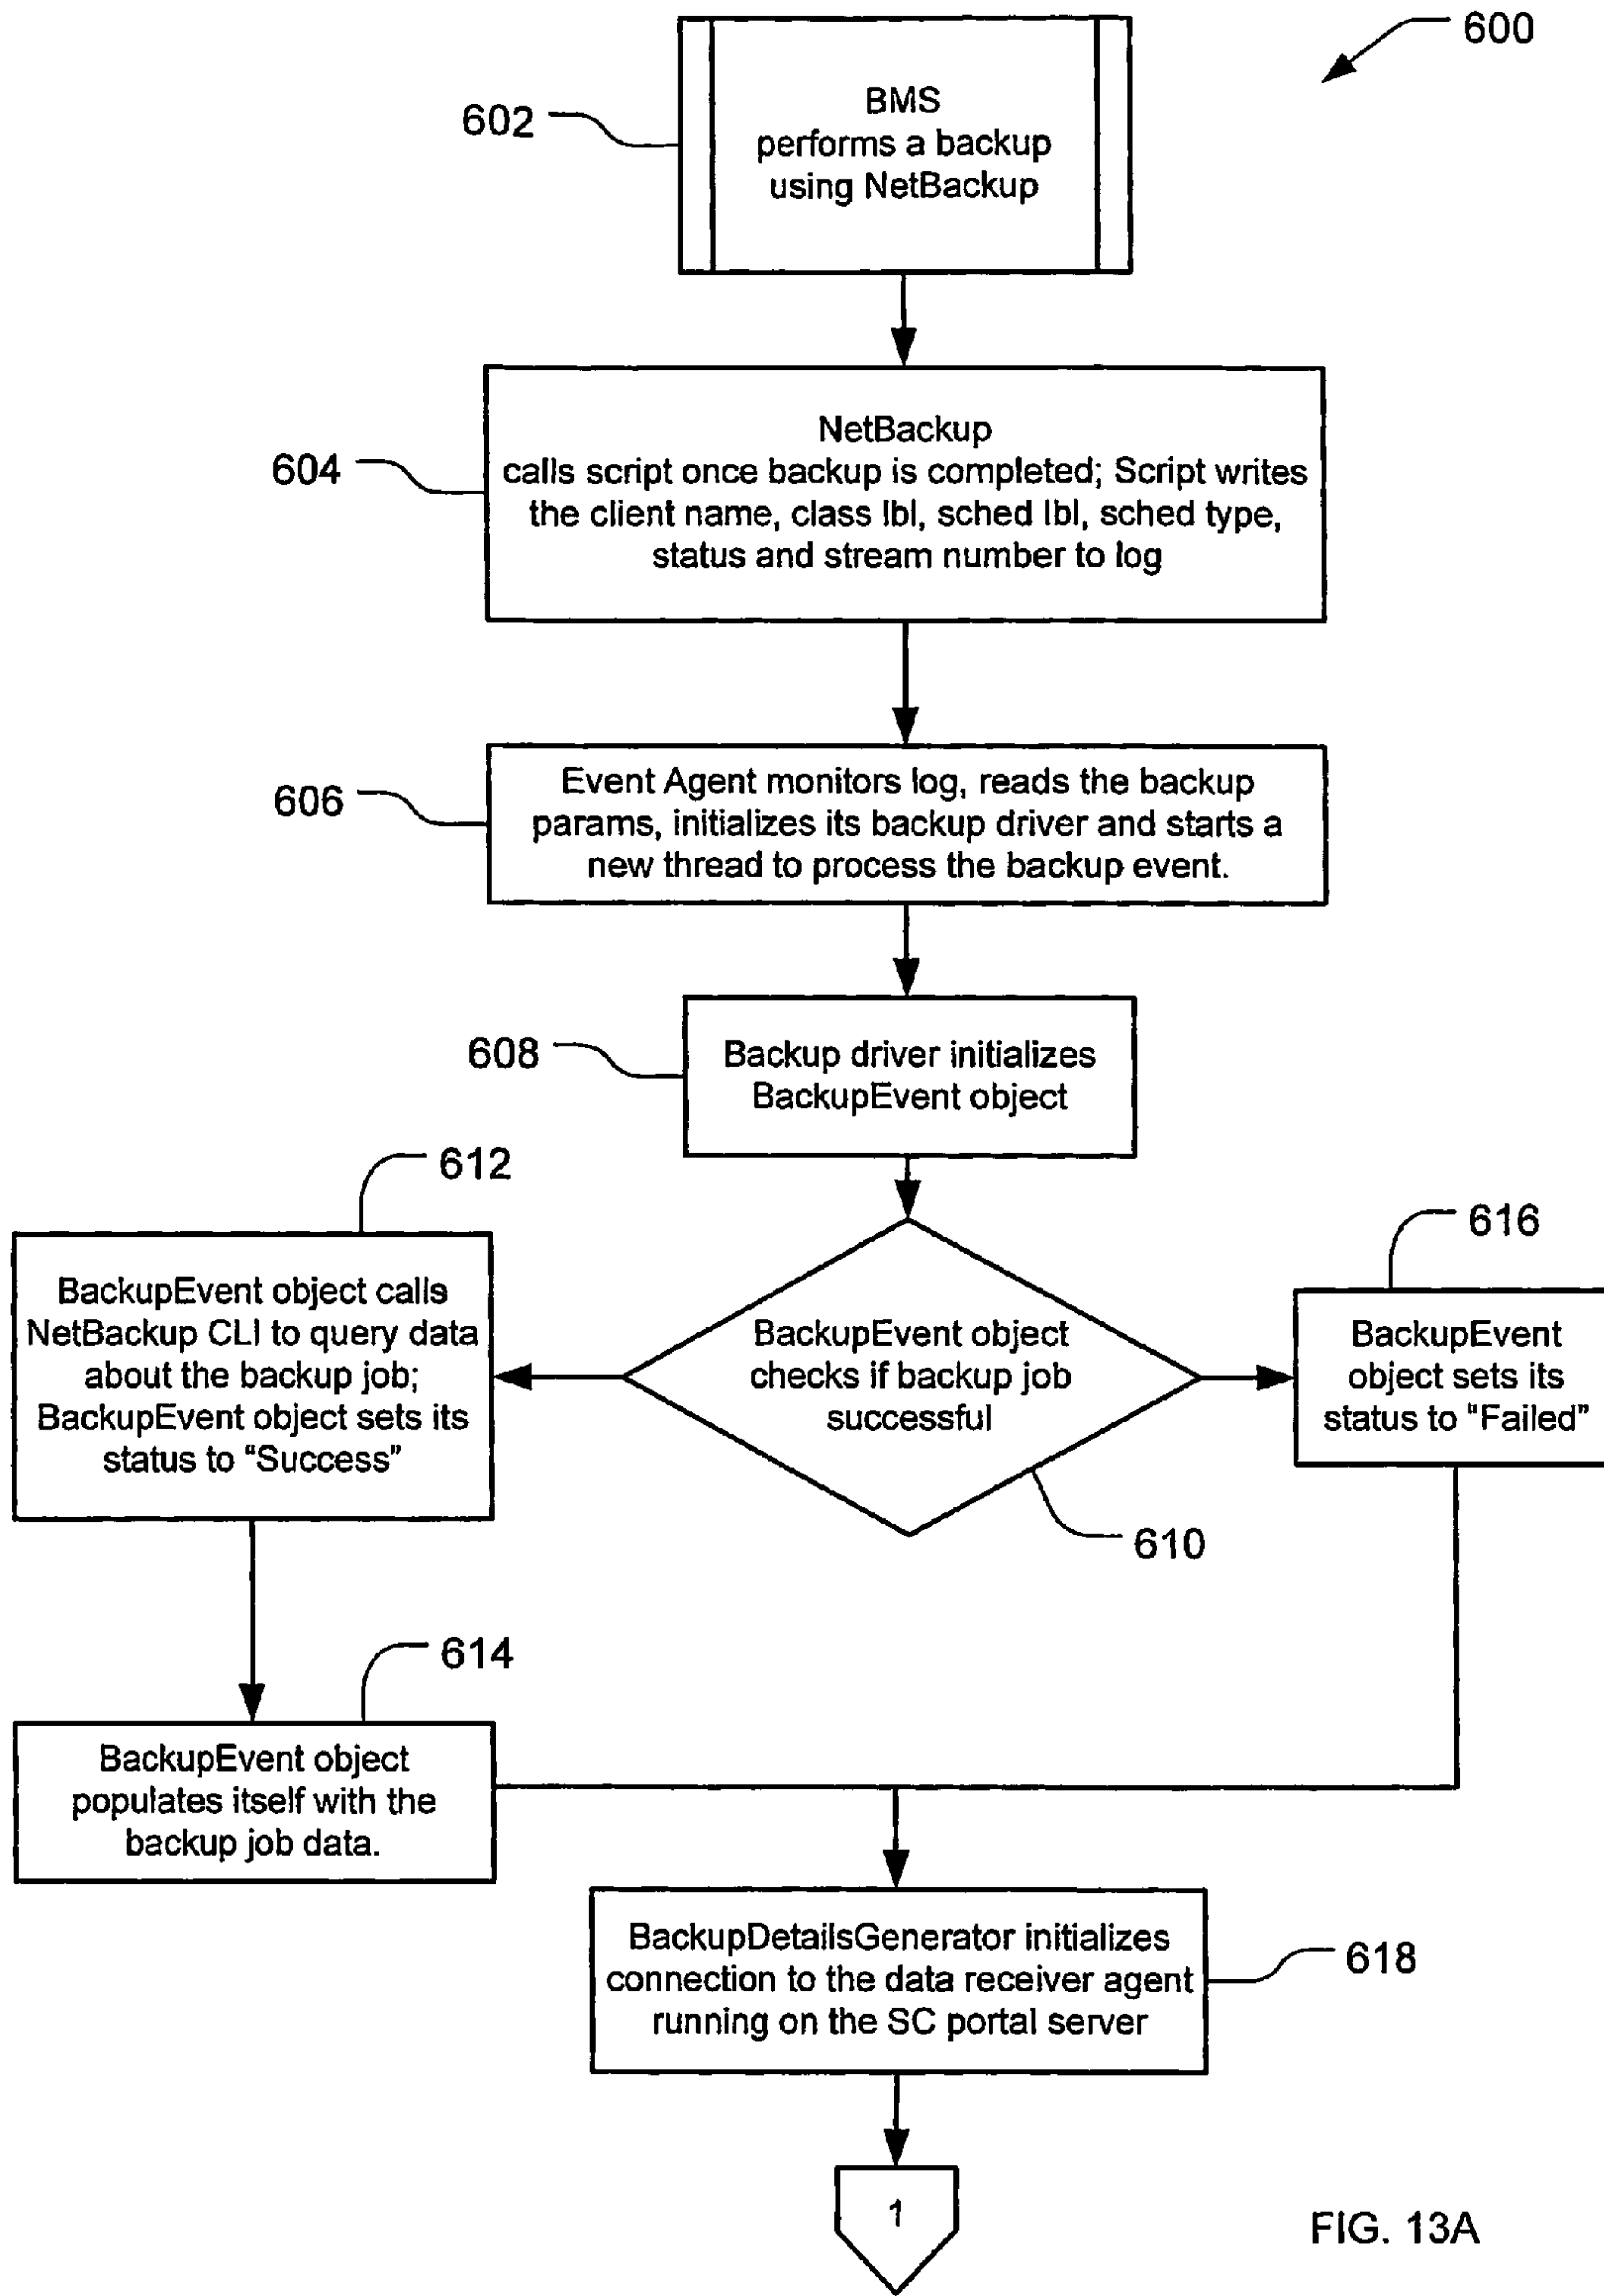 600
602
BMS
performs a backup
using NetBackup
604
NetBackup
calls script once backup is completed; Script writes
the client name, class lbl, sched lbl, sched type,
status and stream number to log
606
Event Agent monitors log, reads the backup
params, initializes its backup driver and starts a
new thread to process the backup event.
608
Backup driver initializes
BackupEvent object
612
BackupEvent object calls
NetBackup CLI to query data
about the backup job;
BackupEvent object sets its
status to “Success”
BackupEvent object
checks if backup job
successful
610
616
BackupEvent
object sets its
status to “Failed”
614
BackupEvent object
populates itself with the
backup job data.
BackupDetailsGenerator initializes
connection to the data receiver agent
running on the SC portal server
618
1
FIG. 13A